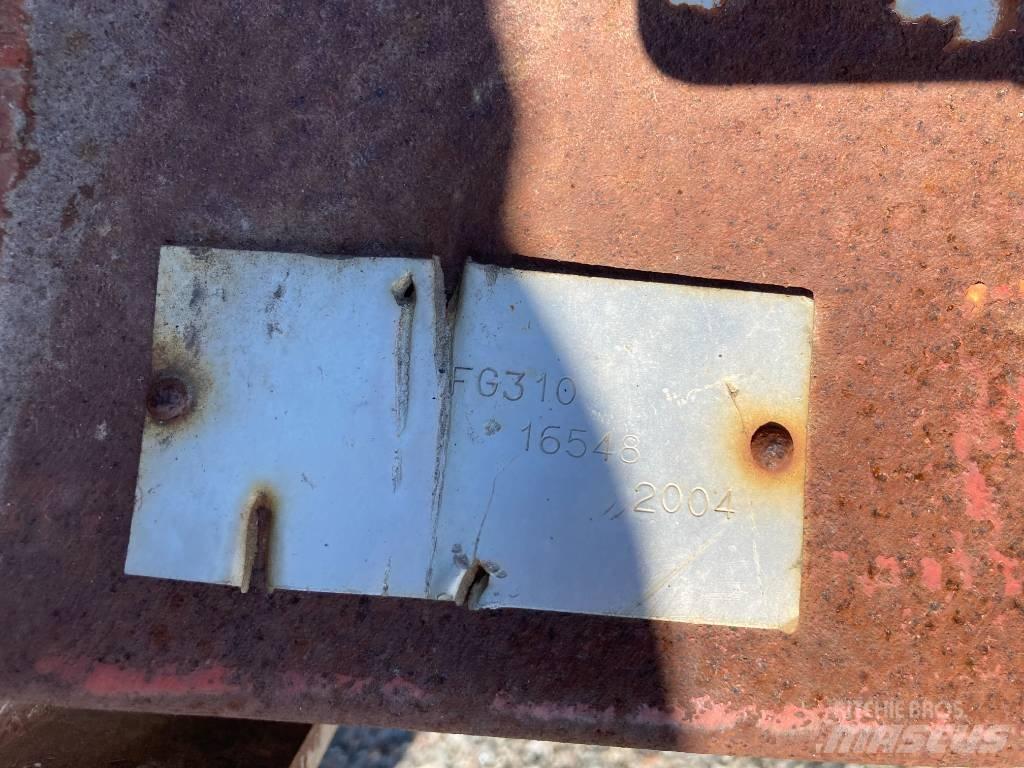 FG310
16548
2004
RITCHIE BROS.
MASCUS